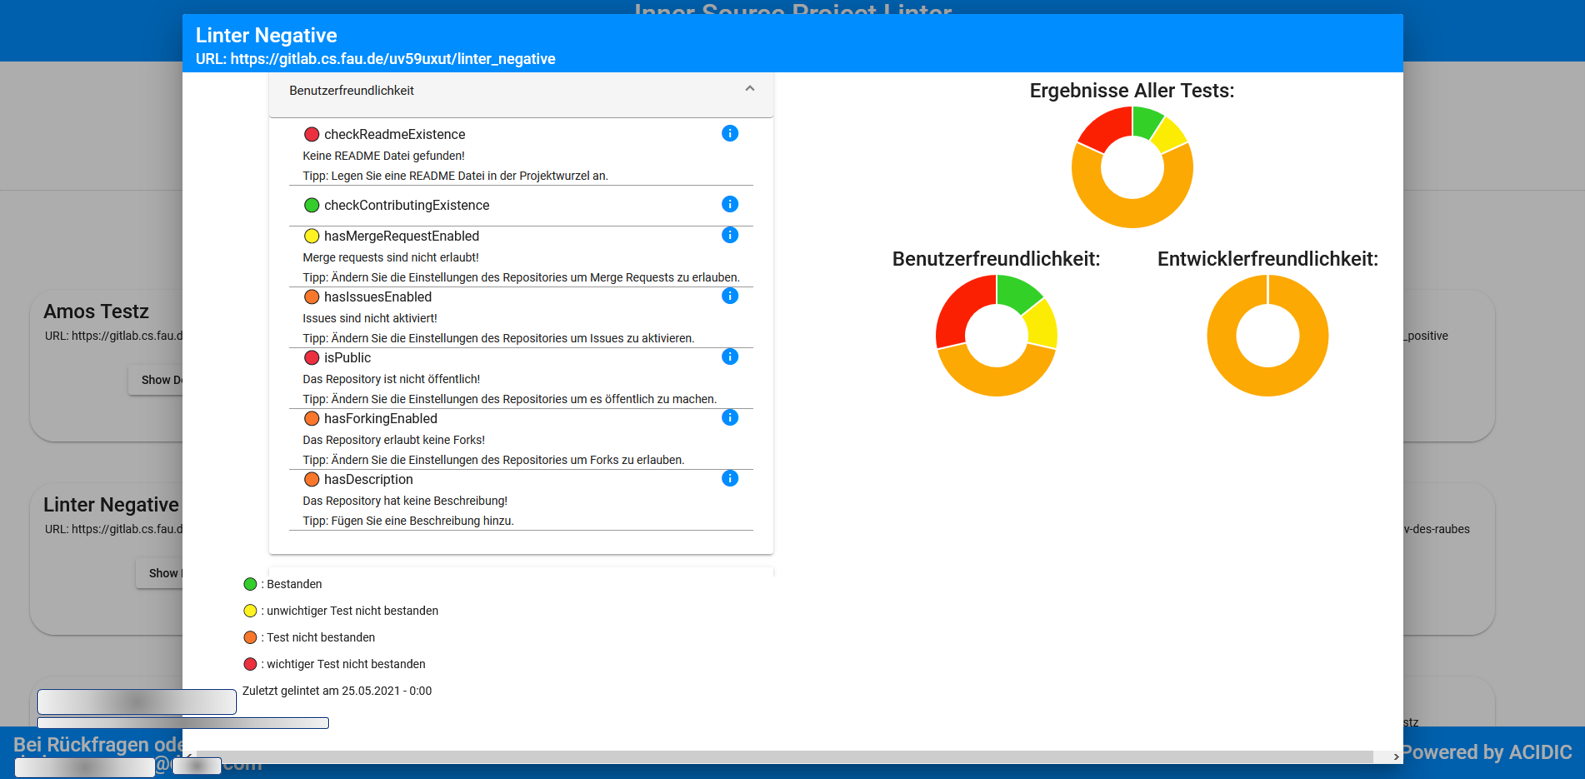 Inner Source Project Linter
Linter Negative
URL: https://gitlab.cs.fau.de/uv59uxut/linter_negative
Benutzerfreundlichkeit
checkReadmeExistence
Keine README Datei gefunden!
Tipp: Legen Sie eine README Datei in der Projektwurzel an.
checkContributingExistence
hasMergeRequestEnabled
Merge requests sind nicht erlaubt!
Tipp: Ändern Sie die Einstellungen des Repositories um Merge Requests zu erlauben.
hasIssuesEnabled
Issues sind nicht aktiviert!
Tipp: Ändern Sie die Einstellungen des Repositories um Issues zu aktivieren.
isPublic
Das Repository ist nicht öffentlich!
Tipp: Ändern Sie die Einstellungen des Repositories um es öffentlich zu machen.
hasForkingEnabled
Das Repository erlaubt keine Forks!
Tipp: Ändern Sie die Einstellungen des Repositories um Forks zu erlauben.
hasDescription
Das Repository hat keine Beschreibung!
Tipp: Fügen Sie eine Beschreibung hinzu.
: Bestanden
: unwichtiger Test nicht bestanden
: Test nicht bestanden
: wichtiger Test nicht bestanden
Zuletzt gelintet am 25.05.2021 - 0:00
Ergebnisse Aller Tests:
Benutzerfreundlichkeit:
Entwicklerfreundlichkeit:
Amos Testz
URL: https://gitlab.cs.fau.d
Show De
Linter Negative
URL: https://gitlab.cs.fau.d
Show
_positive
v-des-raubes
stz
Bei Rückfragen ode
Powered by ACIDIC